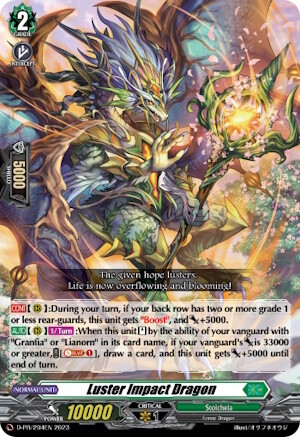 2
GRADE
INTERCEPT
5000
SHIELD
The given hope lusters.
Life is now overflowing and blooming!
CONT [RC]:During your turn, if your back row has two or more grade 1
or less rear-guards, this unit gets "Boost", and +5000.
AUTO [RC] 1/Turn :When this unit [ ] by the ability of your vanguard with
"Granfia" or "Lianorn" in its card name, if your vanguard's is 33000
or greater, [ ], draw a card, and this unit gets +5000 until
end of turn.
NORMAL UNIT
Luster Impact Dragon
POWER 10000
CRITICAL 1
Stoicheia
Forest Dragon
D-PR/294EN 2023